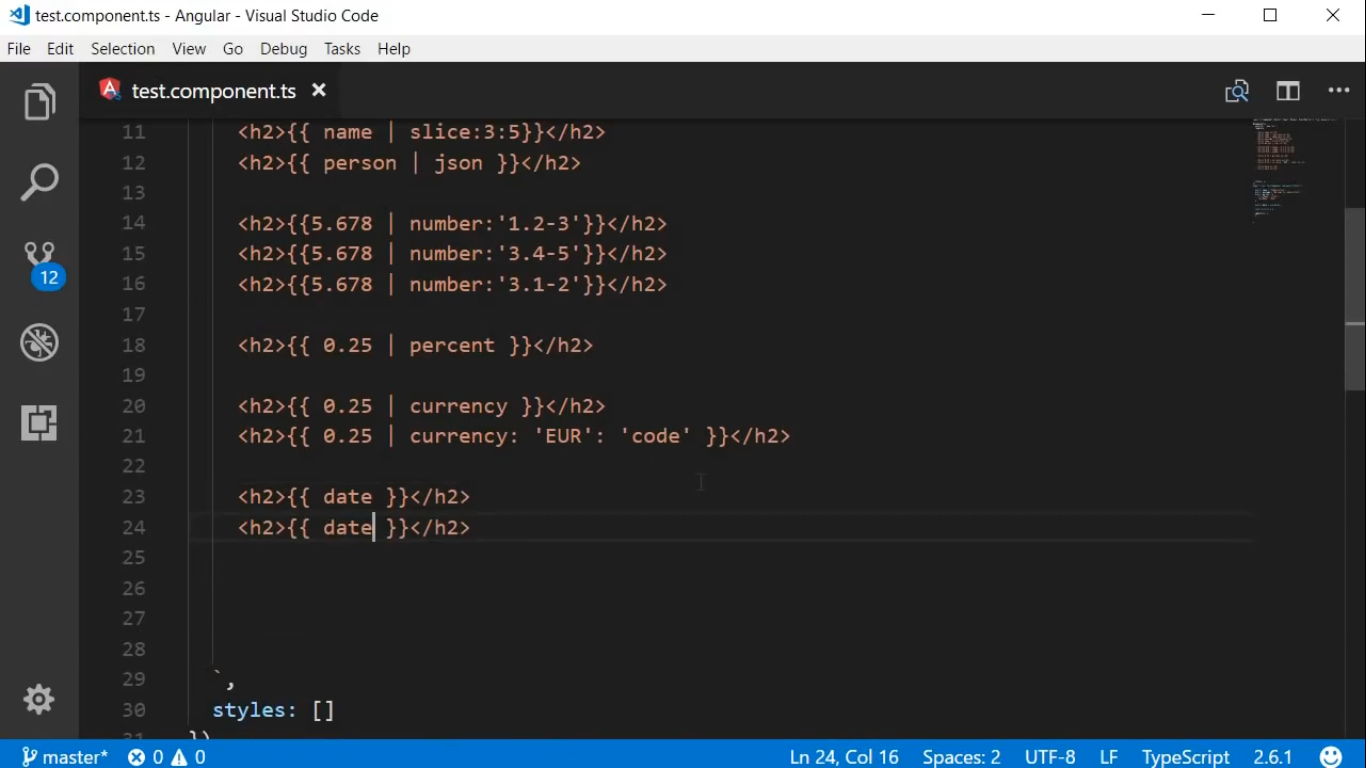 test.component.ts - Angular - Visual Studio Code
File Edit Selection View Go Debug Tasks Help
test.component.ts
11 <h2>{{ name | slice:3:5}}</h2>
12 <h2>{{ person | json }}</h2>
13
14 <h2>{{5.678 | number:'1.2-3'}}</h2>
15 <h2>{{5.678 | number:'3.4-5'}}</h2>
16 <h2>{{5.678 | number:'3.1-2'}}</h2>
17
18 <h2>{{ 0.25 | percent }}</h2>
19
20 <h2>{{ 0.25 | currency }}</h2>
21 <h2>{{ 0.25 | currency: 'EUR': 'code' }}</h2>
22
23 <h2>{{ date }}</h2>
24 <h2>{{ date }}</h2>
25
26
27
28
29 `,
30 styles: []
31 })
12
master* 0 0 Ln 24, Col 16 Spaces: 2 UTF-8 LF TypeScript 2.6.1